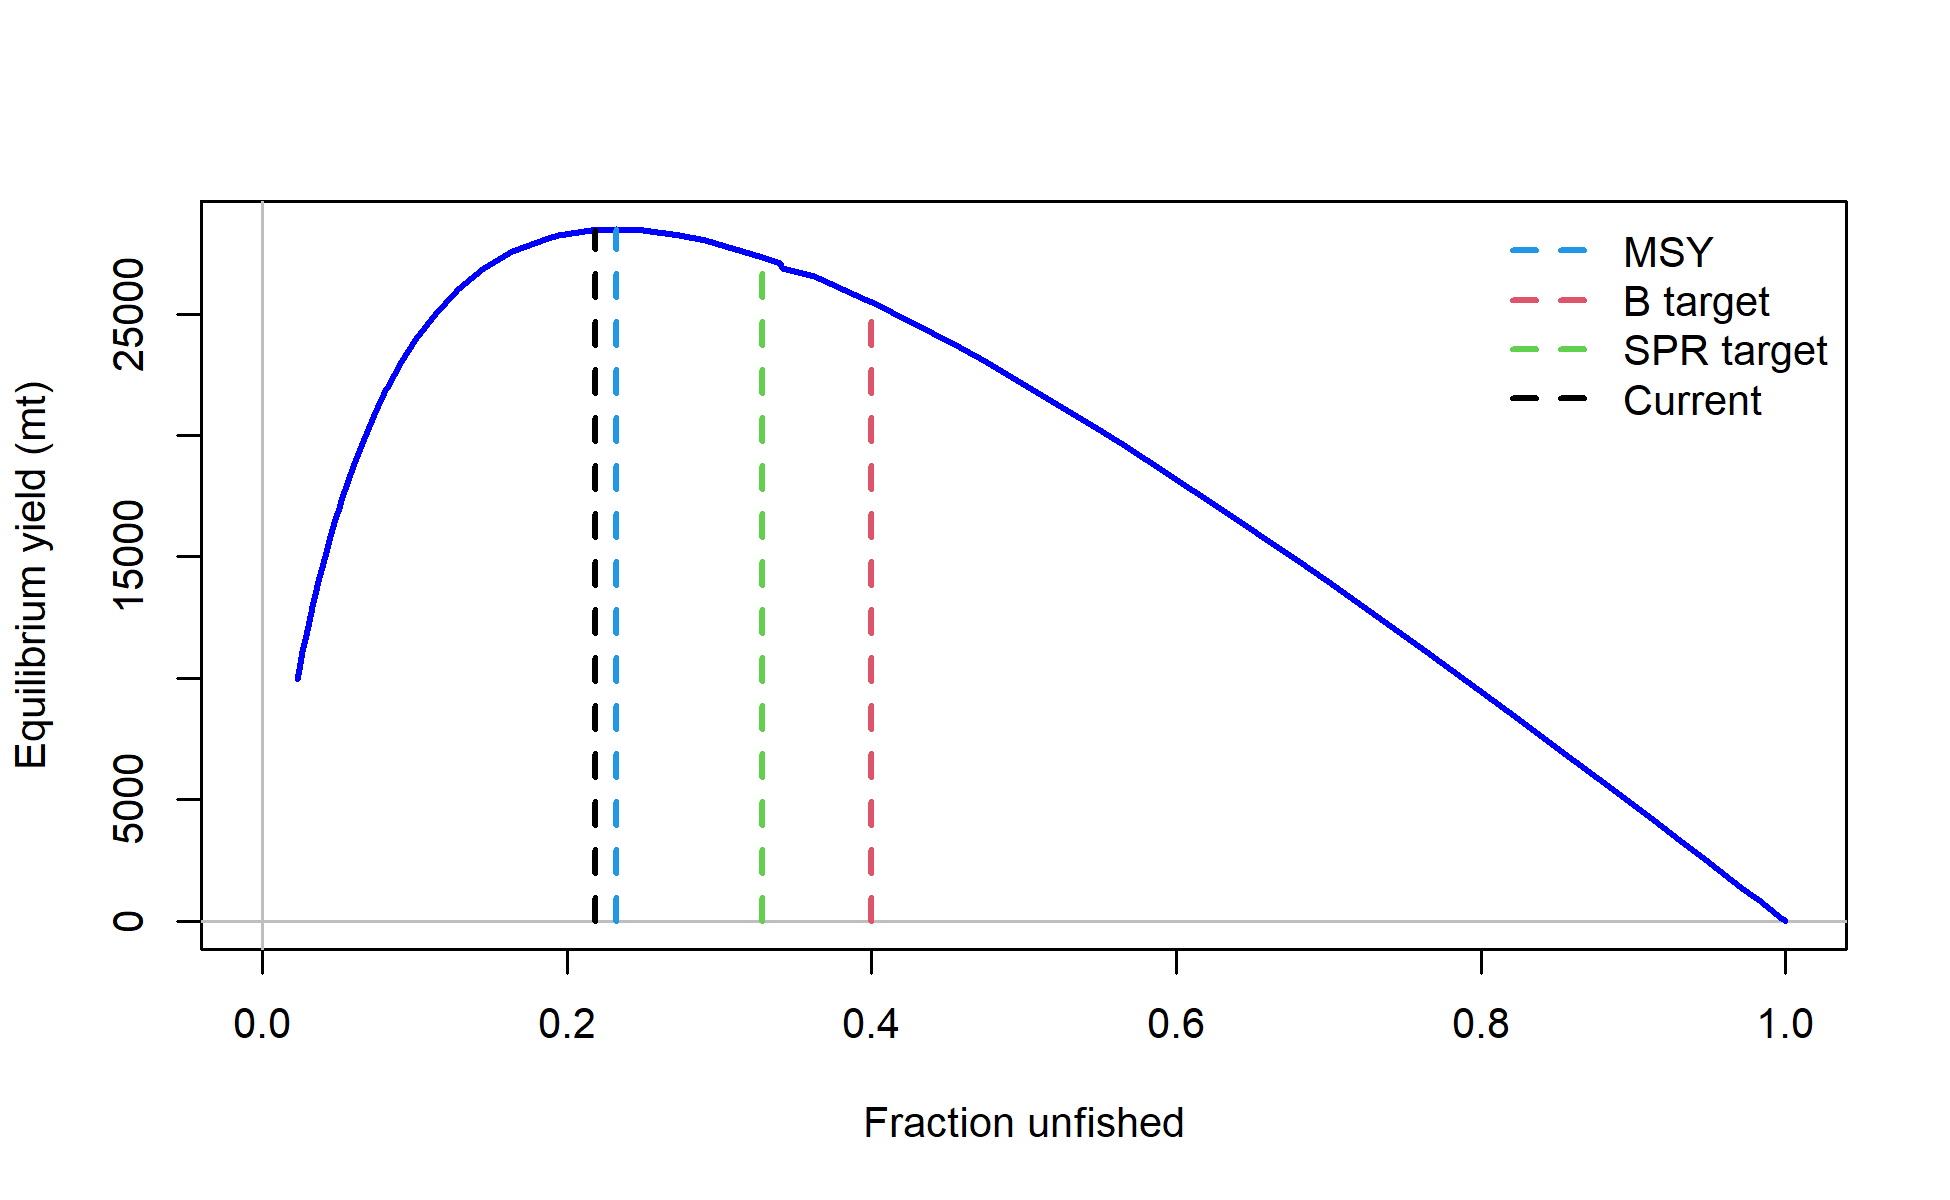 MSY
B target
SPR target
Current
Equilibrium yield (mt)
25000
15000
5000
0
0.0 0.2 0.4 0.6 0.8 1.0
Fraction unfished